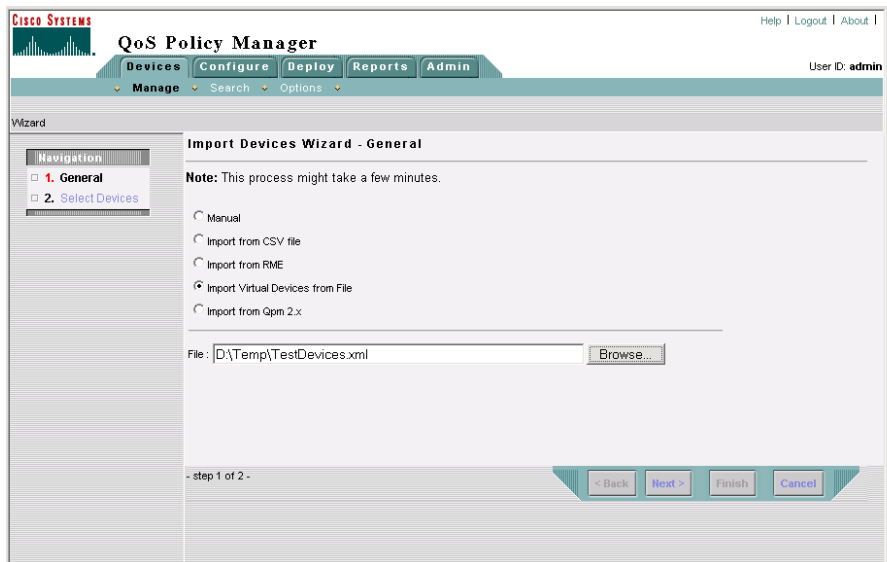 CISCO SYSTEMS
Help | Logout | About |
QoS Policy Manager
Devices Configure Deploy Reports Admin
User ID: admin
Manage Search Options
Wizard
Import Devices Wizard - General
Navigation
1. General
2. Select Devices
Note: This process might take a few minutes.
Manual
Import from CSV file
Import from RME
Import Virtual Devices from File
Import from Qpm 2.x
File : D:\Temp\TestDevices.xml Browse...
- step 1 of 2 -
< Back Next > Finish Cancel